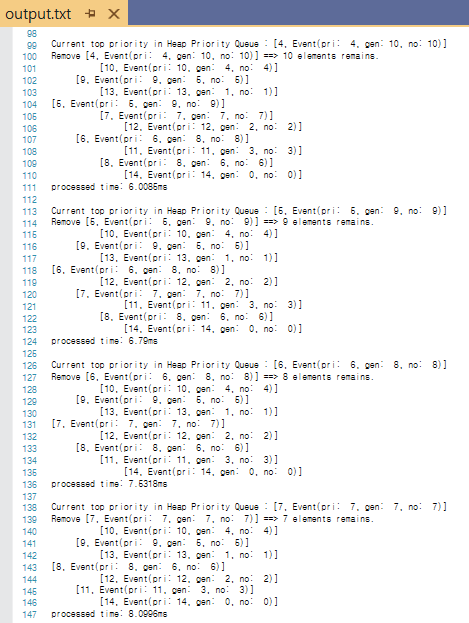 output.txt
98
99 Current top priority in Heap Priority Queue : [4, Event(pri:  4, gen: 10, no: 10)]
100 Remove [4, Event(pri:  4, gen: 10, no: 10)] ==> 10 elements remains.
101 [10, Event(pri: 10, gen:  4, no:  4)]
102 [9, Event(pri:  9, gen:  5, no:  5)]
103 [13, Event(pri: 13, gen:  1, no:  1)]
104 [5, Event(pri:  5, gen:  9, no:  9)]
105 [7, Event(pri:  7, gen:  7, no:  7)]
106 [12, Event(pri: 12, gen:  2, no:  2)]
107 [6, Event(pri:  6, gen:  8, no:  8)]
108 [11, Event(pri: 11, gen:  3, no:  3)]
109 [8, Event(pri:  8, gen:  6, no:  6)]
110 [14, Event(pri: 14, gen:  0, no:  0)]
111 processed time: 6.0085ms
112
113 Current top priority in Heap Priority Queue : [5, Event(pri:  5, gen:  9, no:  9)]
114 Remove [5, Event(pri:  5, gen:  9, no:  9)] ==> 9 elements remains.
115 [10, Event(pri: 10, gen:  4, no:  4)]
116 [9, Event(pri:  9, gen:  5, no:  5)]
117 [13, Event(pri: 13, gen:  1, no:  1)]
118 [6, Event(pri:  6, gen:  8, no:  8)]
119 [12, Event(pri: 12, gen:  2, no:  2)]
120 [7, Event(pri:  7, gen:  7, no:  7)]
121 [11, Event(pri: 11, gen:  3, no:  3)]
122 [8, Event(pri:  8, gen:  6, no:  6)]
123 [14, Event(pri: 14, gen:  0, no:  0)]
124 processed time: 6.79ms
125
126 Current top priority in Heap Priority Queue : [6, Event(pri:  6, gen:  8, no:  8)]
127 Remove [6, Event(pri:  6, gen:  8, no:  8)] ==> 8 elements remains.
128 [10, Event(pri: 10, gen:  4, no:  4)]
129 [9, Event(pri:  9, gen:  5, no:  5)]
130 [13, Event(pri: 13, gen:  1, no:  1)]
131 [7, Event(pri:  7, gen:  7, no:  7)]
132 [12, Event(pri: 12, gen:  2, no:  2)]
133 [8, Event(pri:  8, gen:  6, no:  6)]
134 [11, Event(pri: 11, gen:  3, no:  3)]
135 [14, Event(pri: 14, gen:  0, no:  0)]
136 processed time: 7.5318ms
137
138 Current top priority in Heap Priority Queue : [7, Event(pri:  7, gen:  7, no:  7)]
139 Remove [7, Event(pri:  7, gen:  7, no:  7)] ==> 7 elements remains.
140 [10, Event(pri: 10, gen:  4, no:  4)]
141 [9, Event(pri:  9, gen:  5, no:  5)]
142 [13, Event(pri: 13, gen:  1, no:  1)]
143 [8, Event(pri:  8, gen:  6, no:  6)]
144 [12, Event(pri: 12, gen:  2, no:  2)]
145 [11, Event(pri: 11, gen:  3, no:  3)]
146 [14, Event(pri: 14, gen:  0, no:  0)]
147 processed time: 8.0996ms